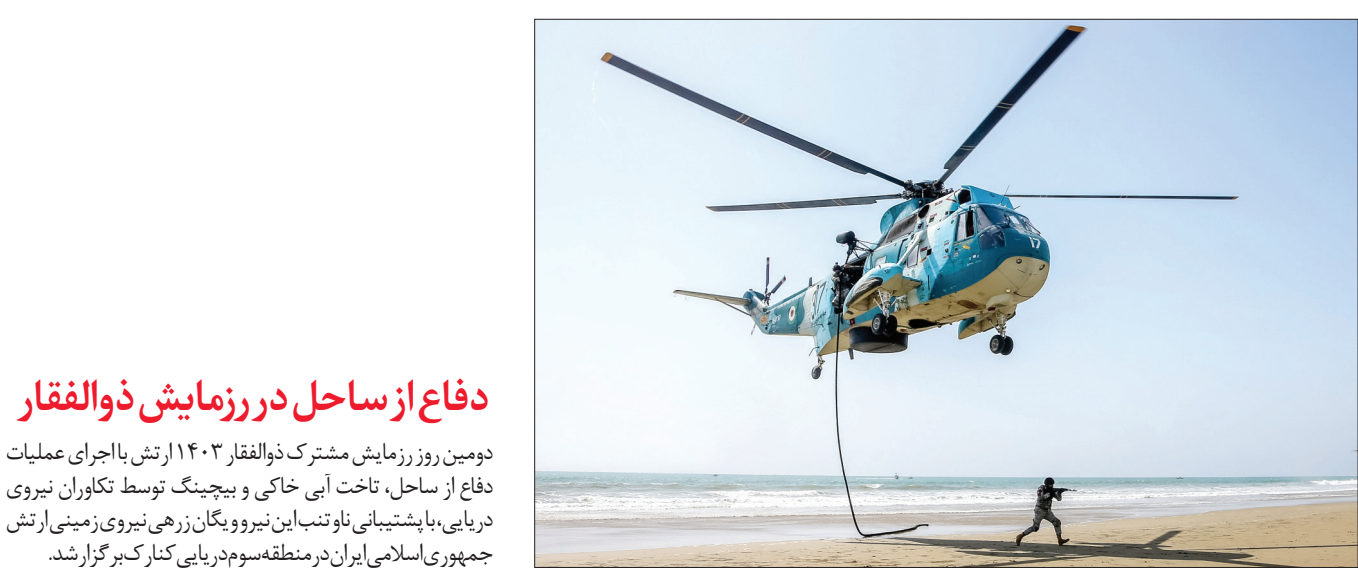 دفاع از ساحل در رزمایش ذوالفقار
دومین روز رزمایش مشترک ذوالفقار ۱۴۰۳ ارتش با اجرای عملیات
دفاع از ساحل، تاخت آبی خاکی و بیچینگ توسط تکاوران نیروی
دریایی، با پشتیبانی ناو تنب این نیرو و یگان زرهی نیروی زمینی ارتش
جمهوری اسلامی ایران در منطقه سوم دریایی کنارک برگزار شد.
17